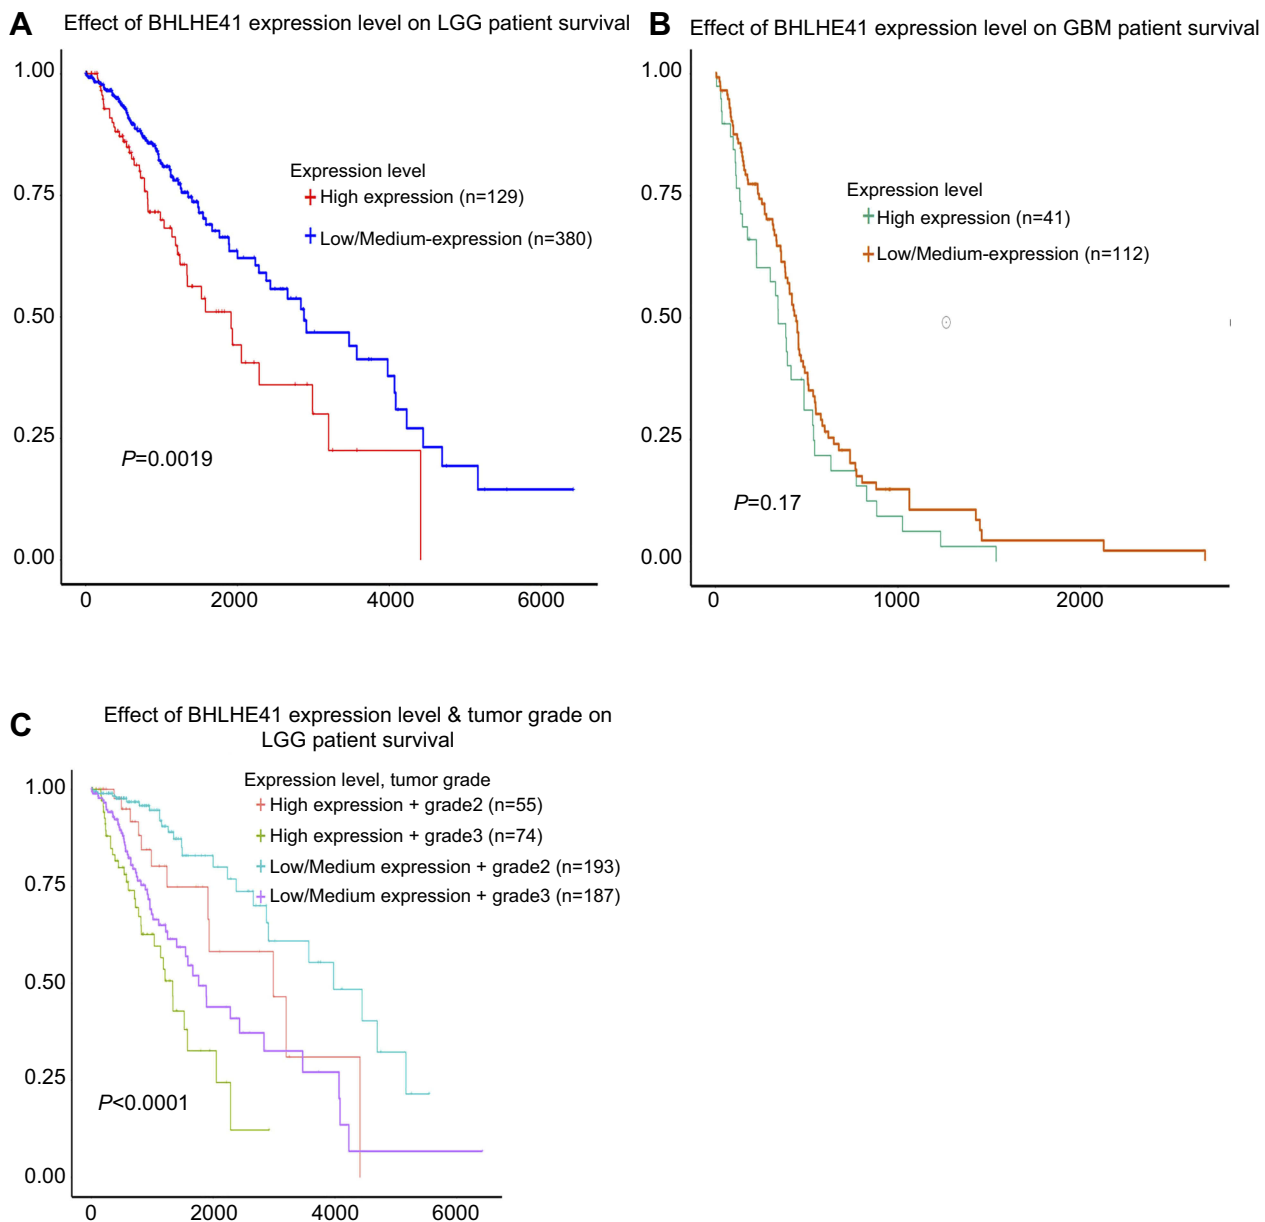 A
Effect of BHLHE41 expression level on LGG patient survival
1.00
0.75
0.50
0.25
0.00
Expression level
High expression (n=129)
Low/Medium-expression (n=380)
P=0.0019
0 2000 4000 6000
B
Effect of BHLHE41 expression level on GBM patient survival
1.00
0.75
0.50
0.25
0.00
Expression level
High expression (n=41)
Low/Medium-expression (n=112)
P=0.17
0 1000 2000
C
Effect of BHLHE41 expression level & tumor grade on
LGG patient survival
1.00
0.75
0.50
0.25
0.00
Expression level, tumor grade
High expression + grade2 (n=55)
High expression + grade3 (n=74)
Low/Medium expression + grade2 (n=193)
Low/Medium expression + grade3 (n=187)
P<0.0001
0 2000 4000 6000